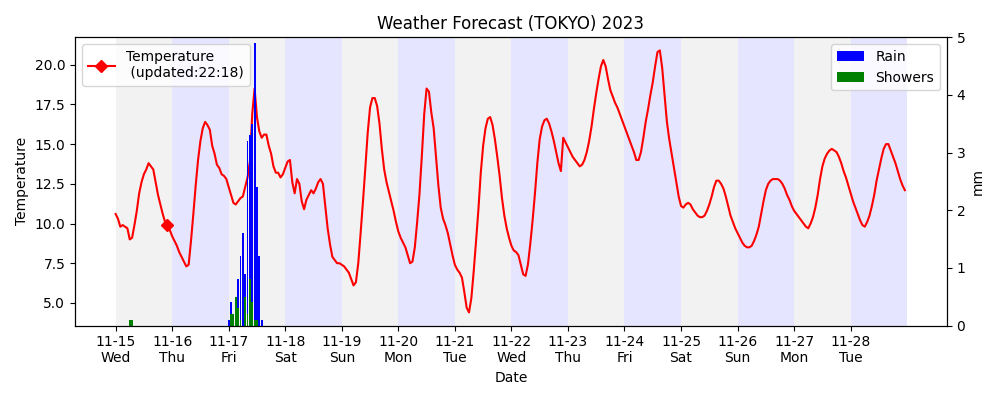 Weather Forecast (TOKYO) 2023
Temperature
(updated:22:18)
Rain
Showers
Temperature
20.0
17.5
15.0
12.5
10.0
7.5
5.0
5
4
3
2
1
0
mm
11-15 11-16 11-17 11-18 11-19 11-20 11-21 11-22 11-23 11-24 11-25 11-26 11-27 11-28
Wed Thu Fri Sat Sun Mon Tue Wed Thu Fri Sat Sun Mon Tue
Date